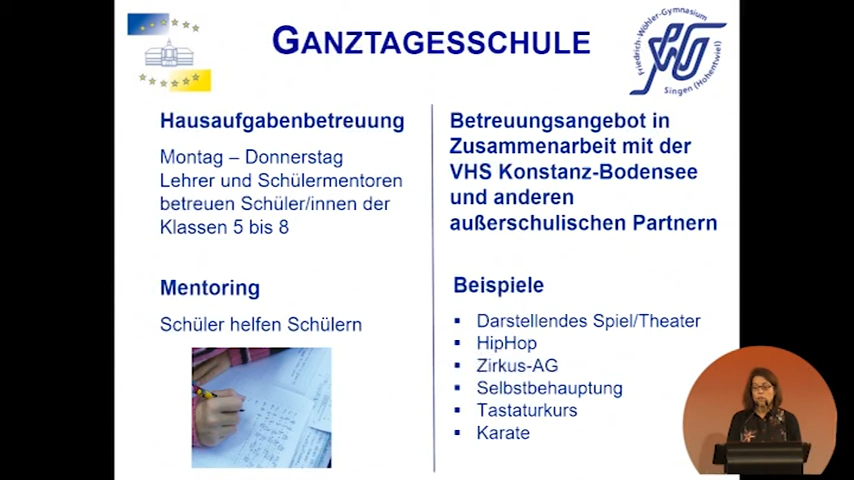 GANZTAGESSCHULE
Friedrich-Wöhler-Gymnasium
Singen (Hohentwiel)
Hausaufgabenbetreuung
Montag – Donnerstag
Lehrer und Schülermentoren
betreuen Schüler/innen der
Klassen 5 bis 8
Mentoring
Schüler helfen Schülern
Betreuungsangebot in
Zusammenarbeit mit der
VHS Konstanz-Bodensee
und anderen
außerschulischen Partnern
Beispiele
▪ Darstellendes Spiel/Theater
▪ HipHop
▪ Zirkus-AG
▪ Selbstbehauptung
▪ Tastaturkurs
▪ Karate